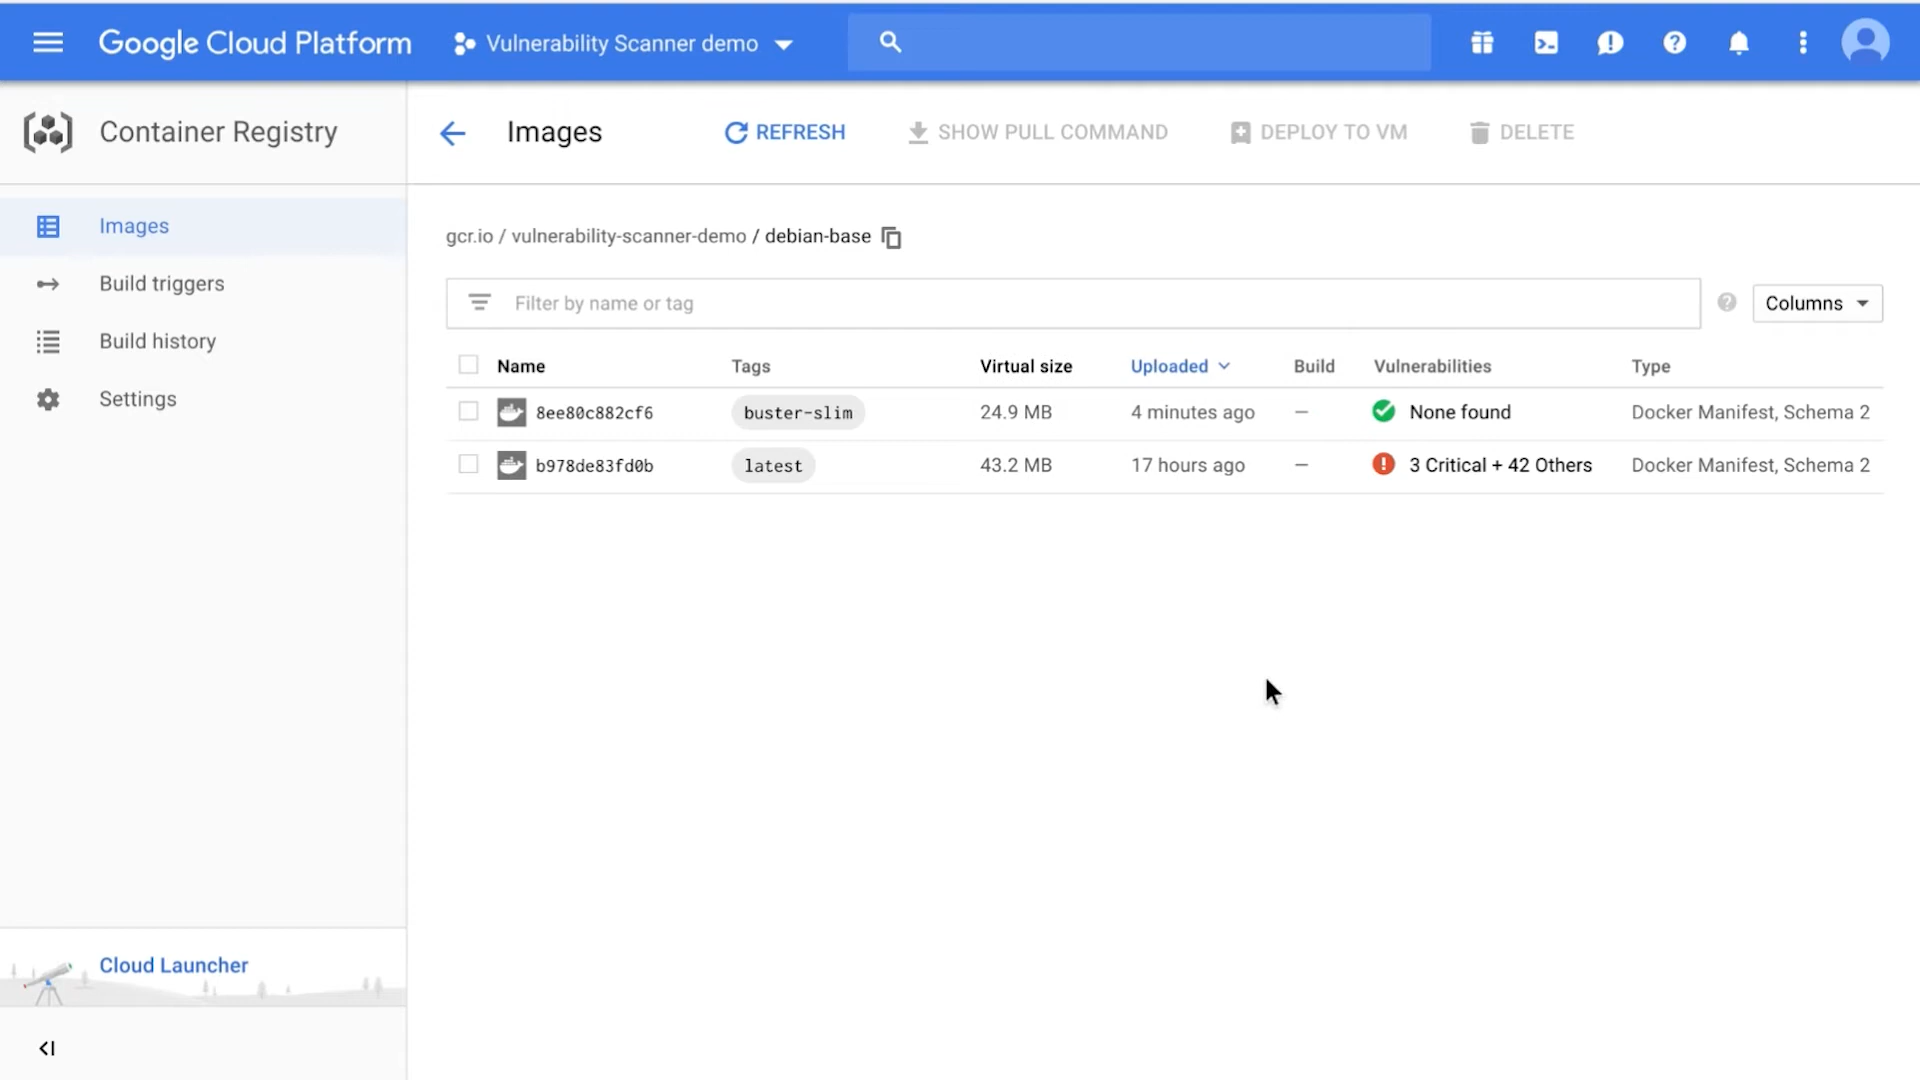 Google Cloud Platform
Vulnerability Scanner demo
Container Registry
Images
REFRESH
SHOW PULL COMMAND
DEPLOY TO VM
DELETE
Images
Build triggers
Build history
Settings
gcr.io / vulnerability-scanner-demo / debian-base
Filter by name or tag
Columns
Name Tags Virtual size Uploaded Build Vulnerabilities Type
8ee80c882cf6 buster-slim 24.9 MB 4 minutes ago — None found Docker Manifest, Schema 2
b978de83fd0b latest 43.2 MB 17 hours ago — 3 Critical + 42 Others Docker Manifest, Schema 2
Cloud Launcher